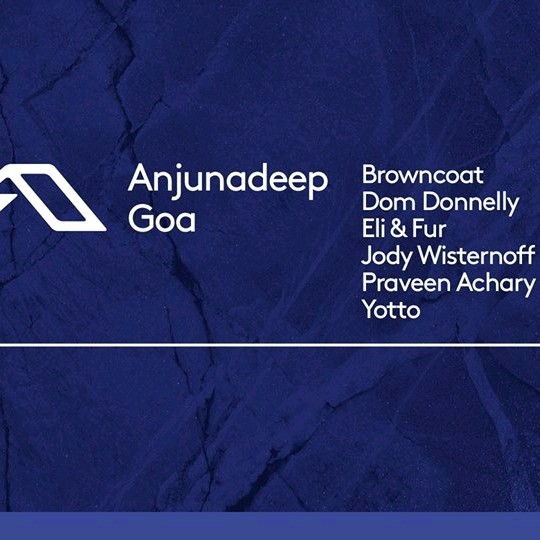 Anjunadeep
Goa
Browncoat
Dom Donnelly
Eli & Fur
Jody Wisternoff
Praveen Achary
Yotto